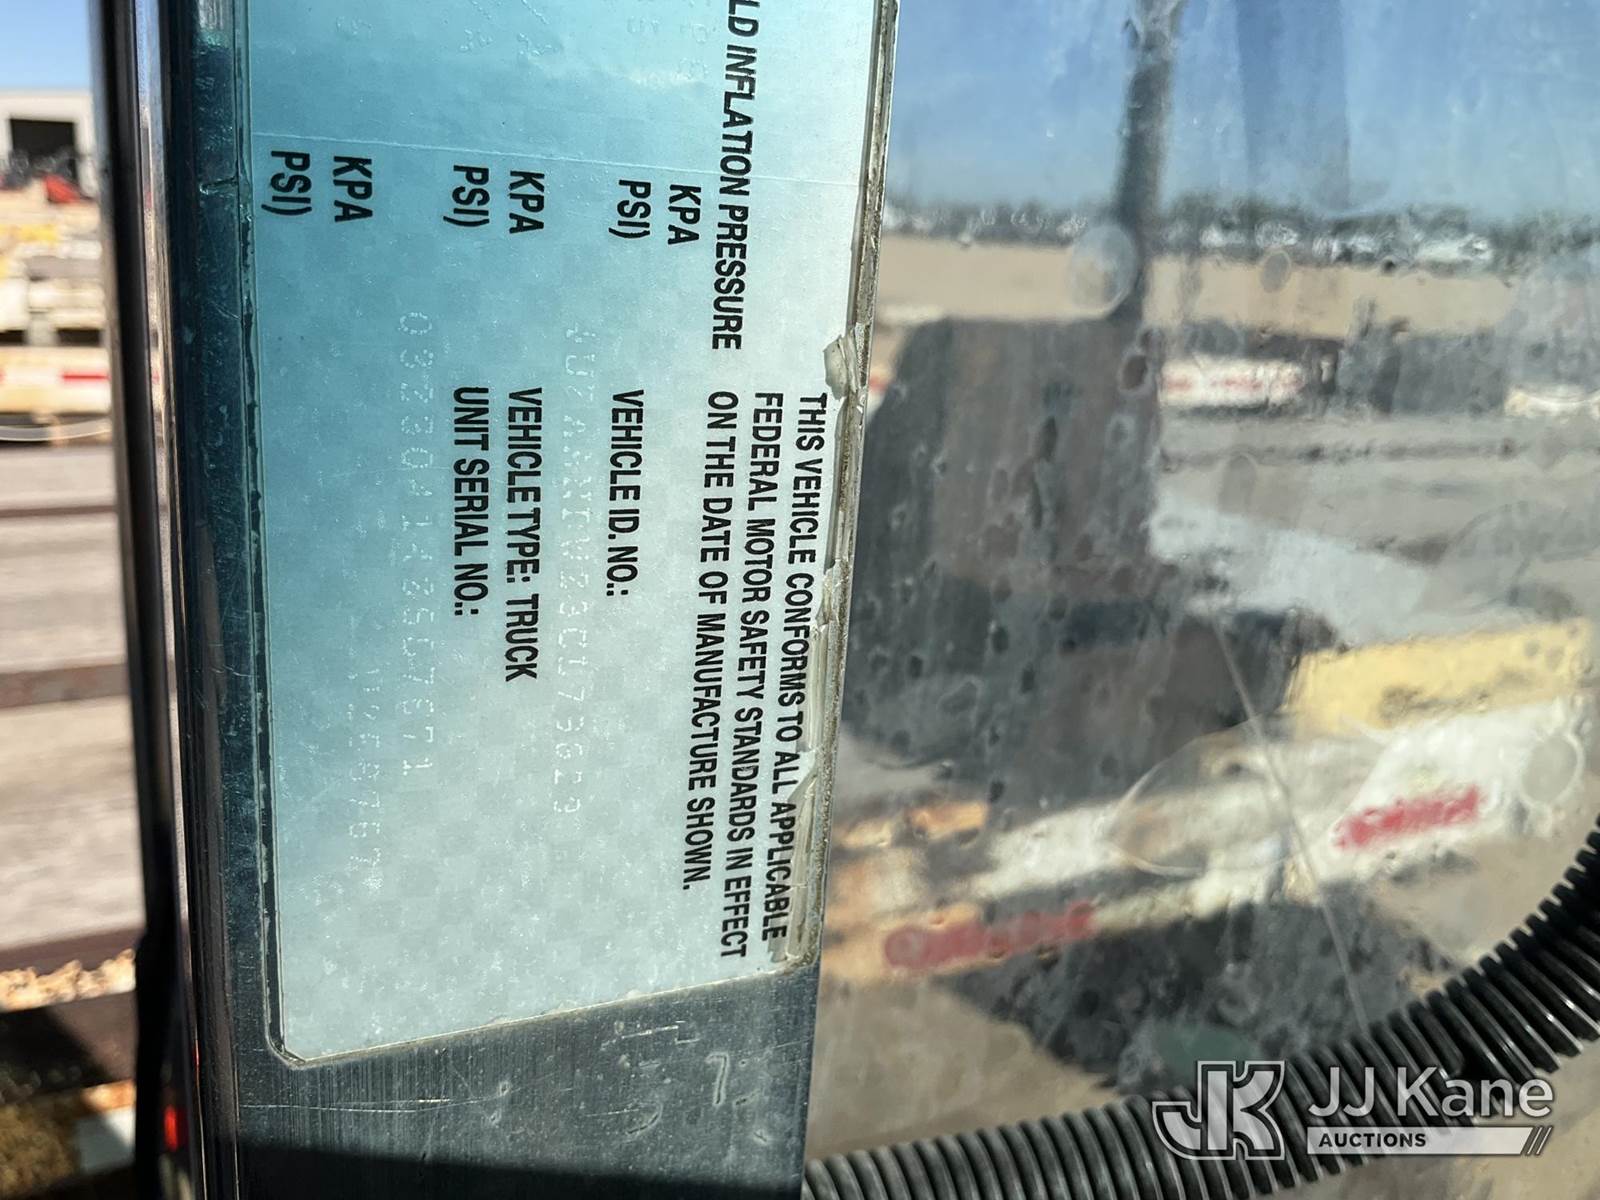 LD INFLATION PRESSURE
KPA
PSI)
KPA
PSI)
KPA
PSI)
THIS VEHICLE CONFORMS TO ALL APPLICABLE
FEDERAL MOTOR SAFETY STANDARDS IN EFFECT
ON THE DATE OF MANUFACTURE SHOWN.
VEHICLE ID. NO.:
VEHICLE TYPE: TRUCK
UNIT SERIAL NO.:
JK JJ Kane
AUCTIONS